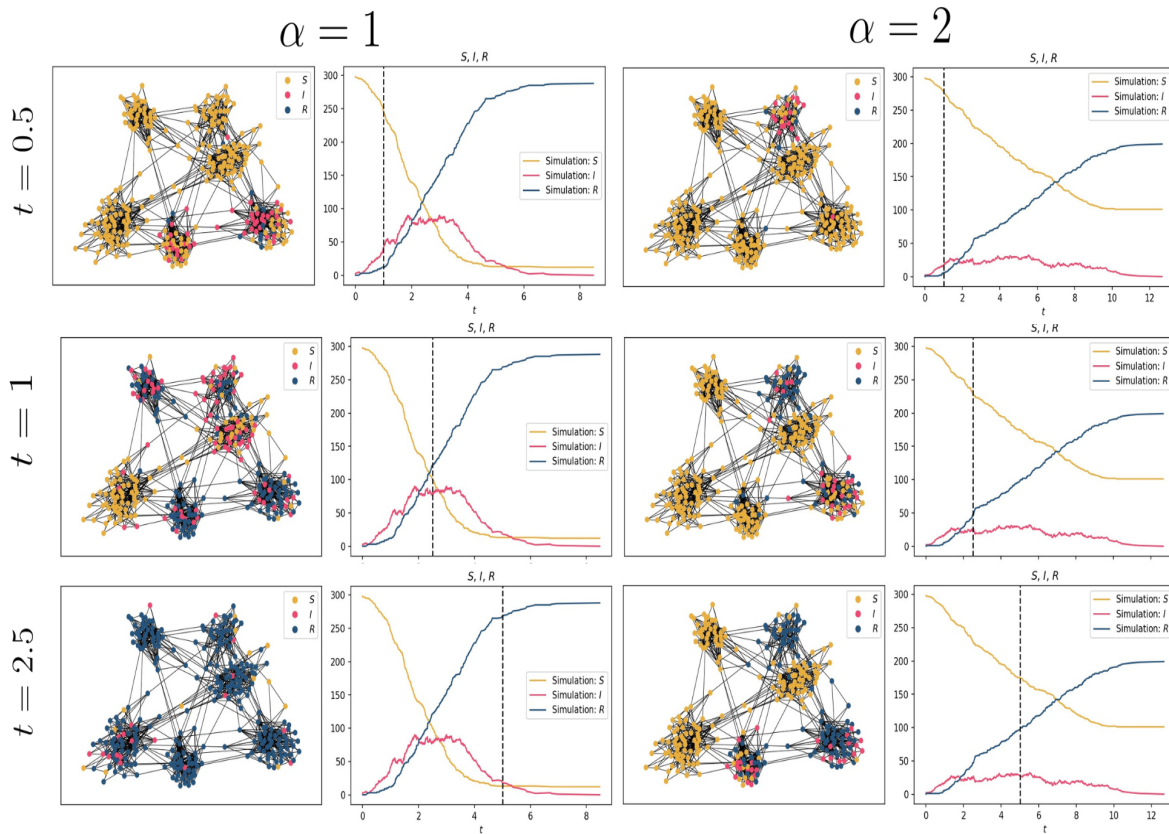 α = 1
α = 2
t = 0.5
S
I
R
S, I, R
300
250
200
150
100
50
0
Simulation: S
Simulation: I
Simulation: R
0 2 4 6 8
t
S
I
R
S, I, R
300
250
200
150
100
50
0
Simulation: S
Simulation: I
Simulation: R
0 2 4 6 8 10 12
t
t = 1
S
I
R
S, I, R
300
250
200
150
100
50
0
Simulation: S
Simulation: I
Simulation: R
S
I
R
S, I, R
300
250
200
150
100
50
0
Simulation: S
Simulation: I
Simulation: R
t = 2.5
S
I
R
S, I, R
300
250
200
150
100
50
0
Simulation: S
Simulation: I
Simulation: R
0 2 4 6 8
t
S
I
R
S, I, R
300
250
200
150
100
50
0
Simulation: S
Simulation: I
Simulation: R
0 2 4 6 8 10 12
t